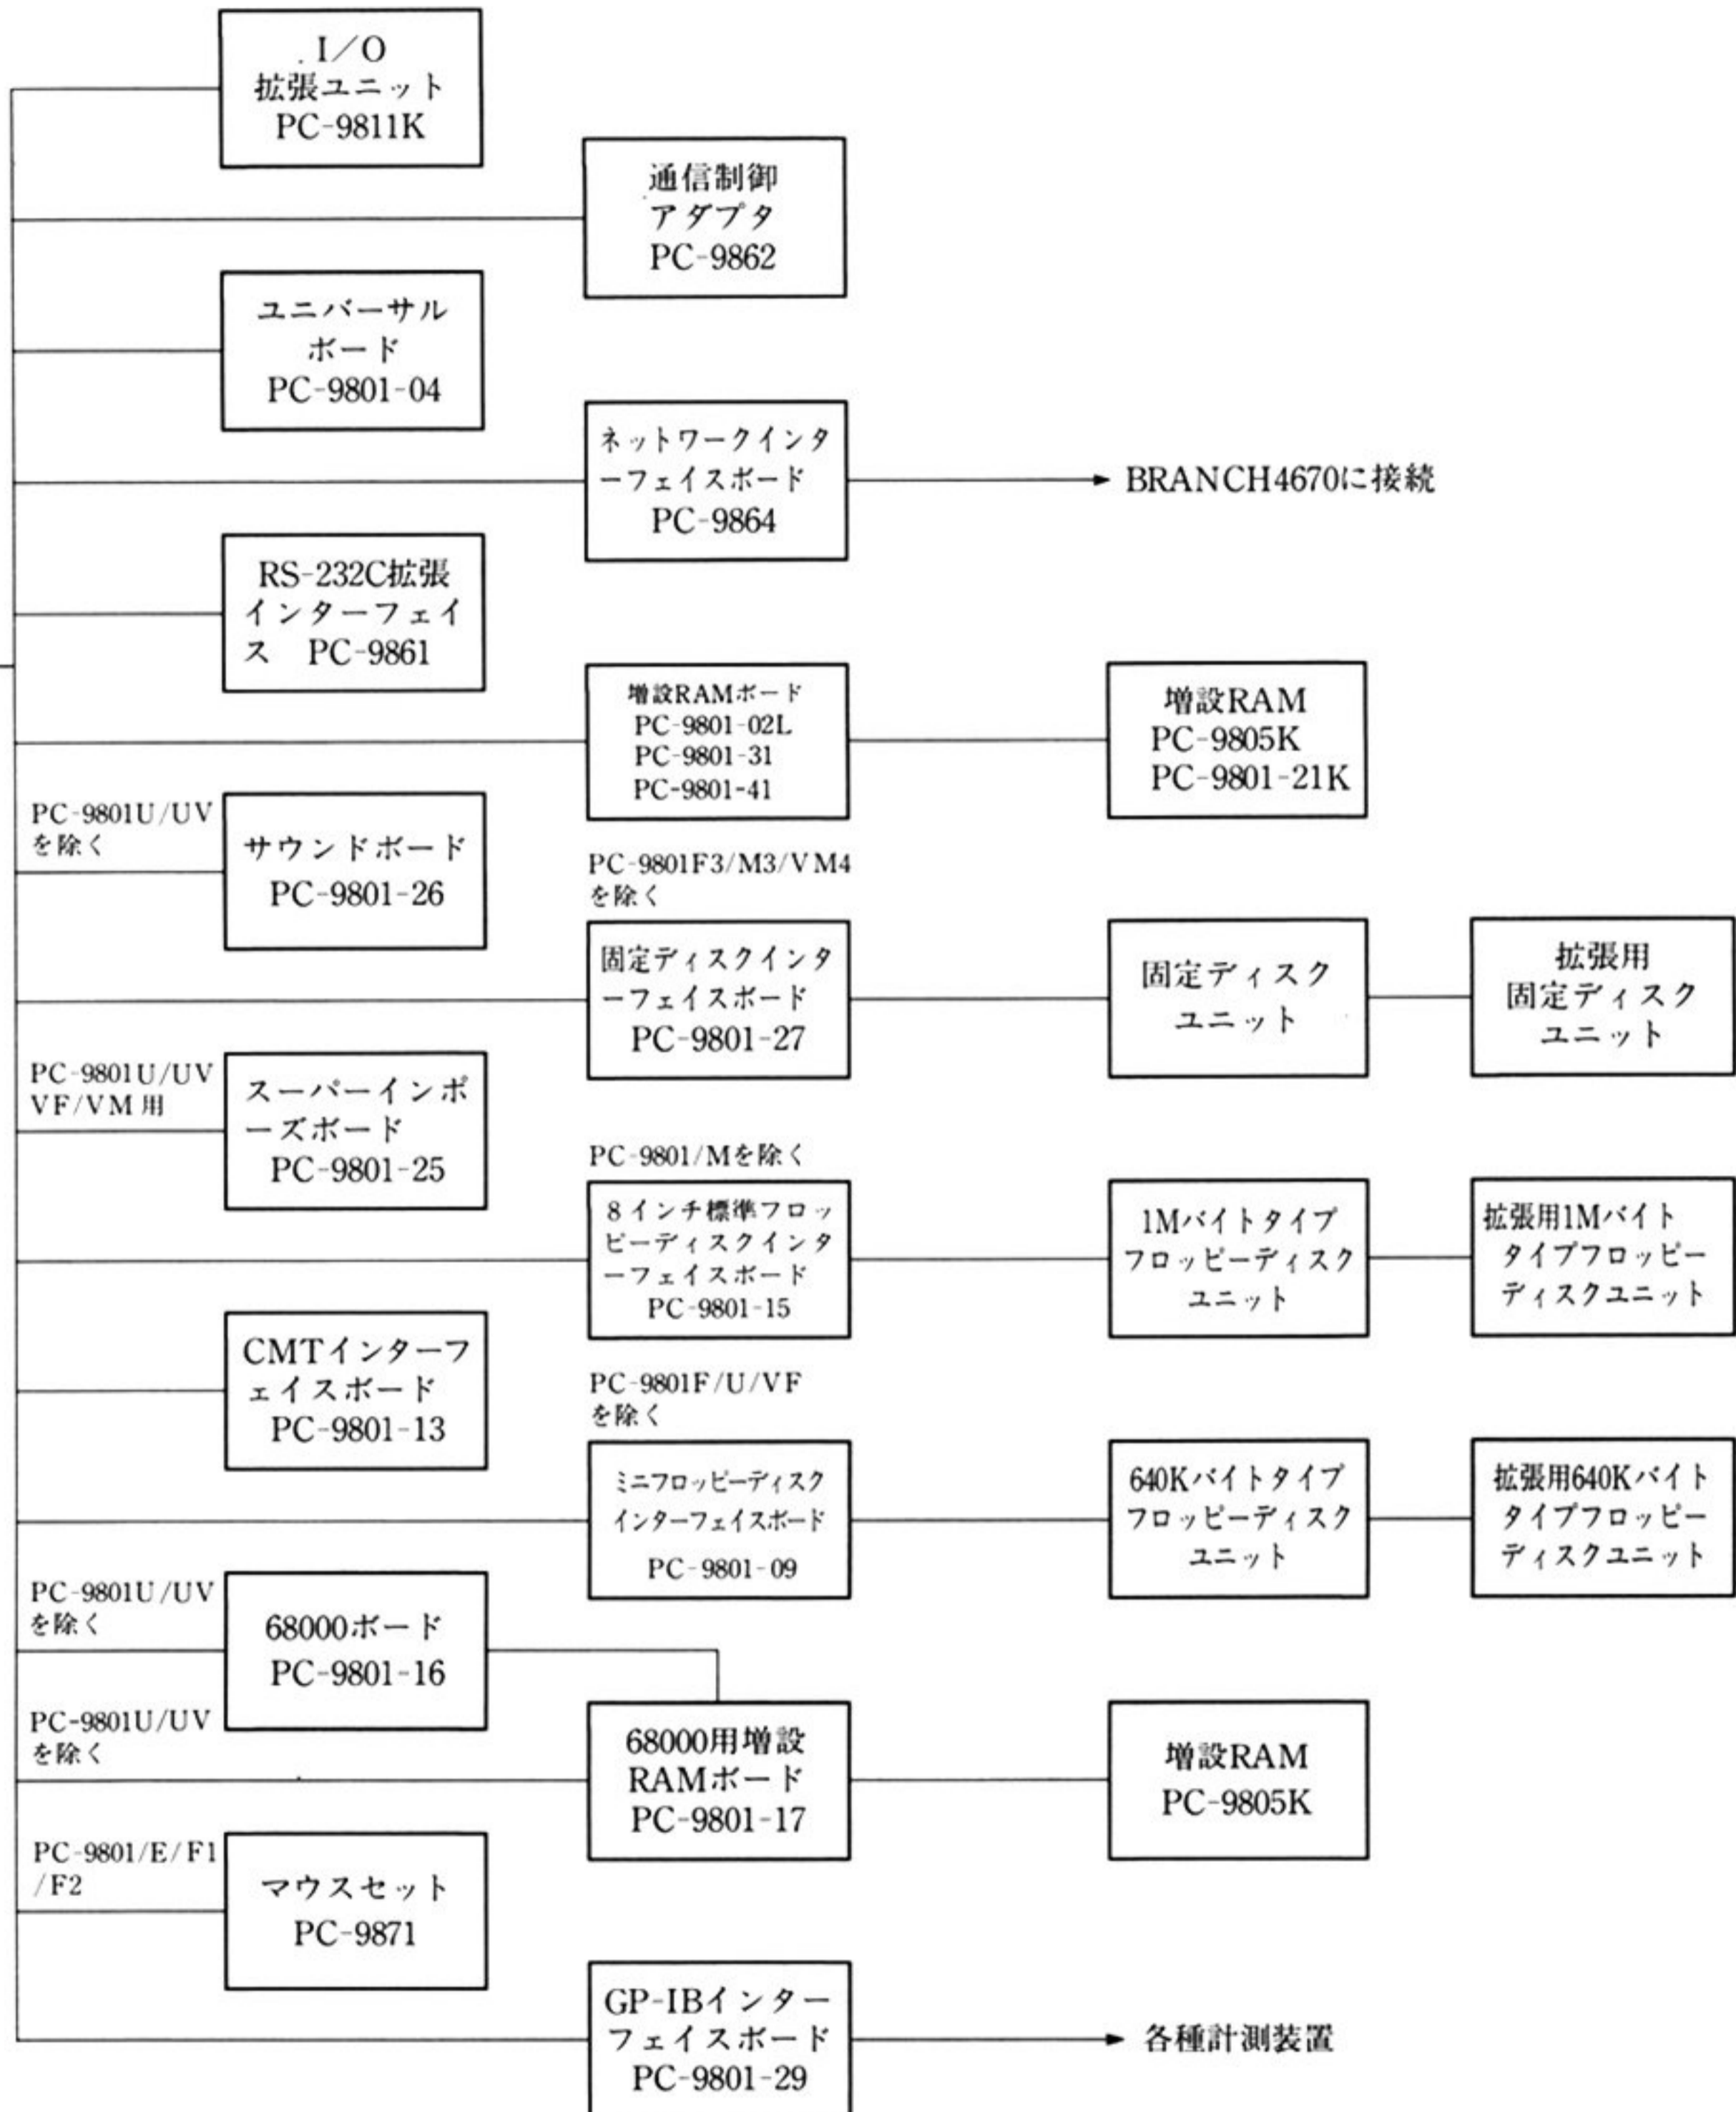 I/O
拡張ユニット
PC-9811K
通信制御
アダプタ
PC-9862
ユニバーサル
ボード
PC-9801-04
ネットワークインタ
ーフェイスボード
PC-9864
BRANCH4670に接続
RS-232C拡張
インターフェイ
ス PC-9861
増設RAMボード
PC-9801-02L
PC-9801-31
PC-9801-41
増設RAM
PC-9805K
PC-9801-21K
PC-9801U/UV
を除く
サウンドボード
PC-9801-26
PC-9801F3/M3/VM4
を除く
固定ディスクインタ
ーフェイスボード
PC-9801-27
固定ディスク
ユニット
拡張用
固定ディスク
ユニット
PC-9801U/UV
VF/VM用
スーパーインポ
ーズボード
PC-9801-25
PC-9801/Mを除く
8インチ標準フロッ
ピーディスクインタ
ーフェイスボード
PC-9801-15
1Mバイトタイプ
フロッピーディスク
ユニット
拡張用1Mバイト
タイプフロッピー
ディスクユニット
CMTインターフ
ェイスボード
PC-9801-13
PC-9801F/U/VF
を除く
ミニフロッピーディスク
インターフェイスボード
PC-9801-09
640Kバイトタイプ
フロッピーディスク
ユニット
拡張用640Kバイト
タイプフロッピー
ディスクユニット
PC-9801U/UV
を除く
68000ボード
PC-9801-16
PC-9801U/UV
を除く
68000用増設
RAMボード
PC-9801-17
増設RAM
PC-9805K
PC-9801/E/F1
/F2
マウスセット
PC-9871
GP-IBインター
フェイスボード
PC-9801-29
各種計測装置